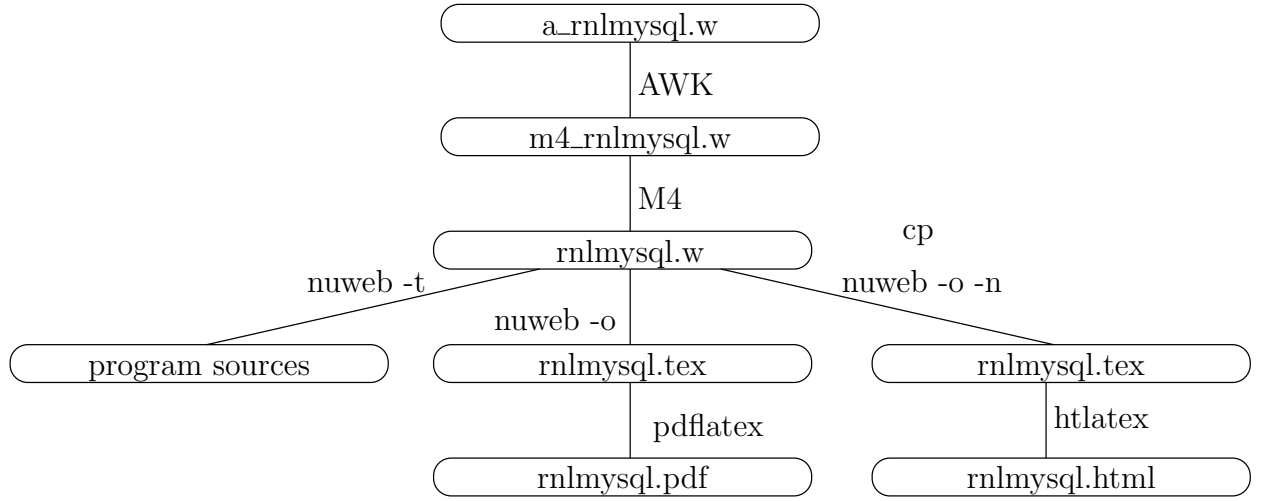 a_rnlmysql.w
AWK
m4_rnlmysql.w
M4
cp
rnlmysql.w
nuweb -t
nuweb -o -n
nuweb -o
program sources
rnlmysql.tex
rnlmysql.tex
pdflatex
htlatex
rnlmysql.pdf
rnlmysql.html